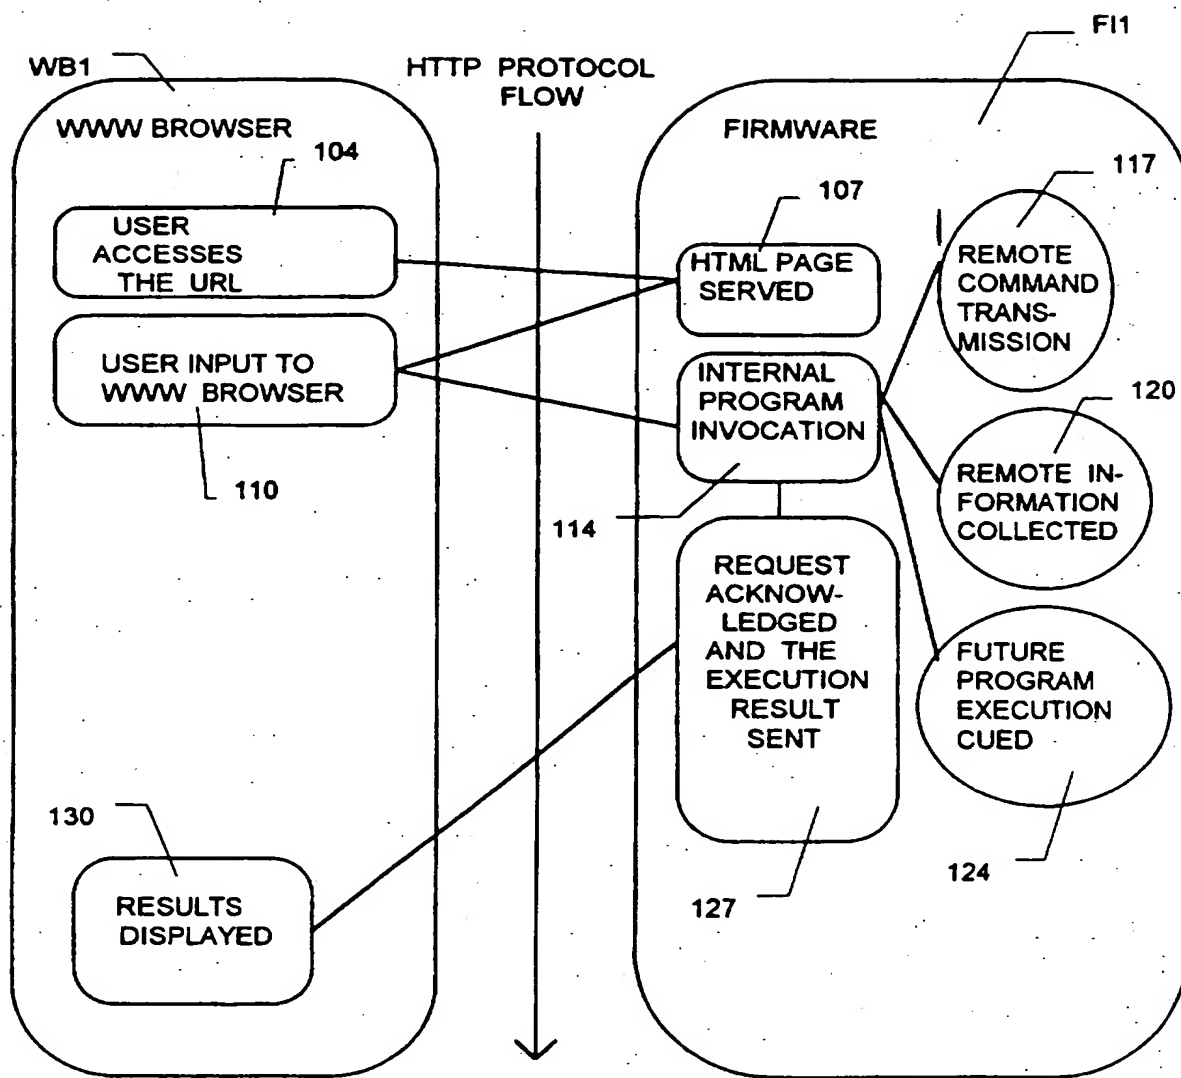 FI1
WB1
HTTP PROTOCOL
FLOW
WWW BROWSER
FIRMWARE
104
107
117
USER
ACCESSES
THE URL
HTML PAGE
SERVED
REMOTE
COMMAND
TRANS-
MISSION
USER INPUT TO
WWW BROWSER
INTERNAL
PROGRAM
INVOCATION
120
110
114
REMOTE IN-
FORMATION
COLLECTED
REQUEST
ACKNOW-
LEDGED
AND THE
EXECUTION
RESULT
SENT
FUTURE
PROGRAM
EXECUTION
CUED
130
127
124
RESULTS
DISPLAYED